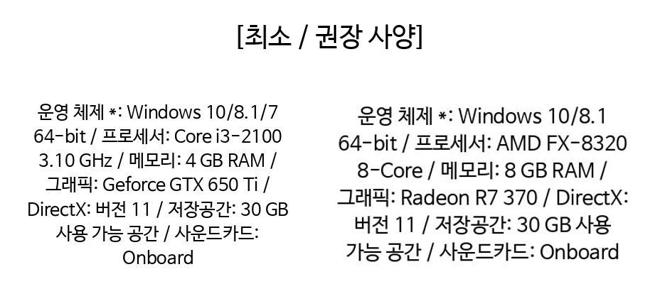 [최소 / 권장 사양]
운영 체제 *: Windows 10/8.1/7
64-bit / 프로세서: Core i3-2100
3.10 GHz / 메모리: 4 GB RAM /
그래픽: Geforce GTX 650 Ti /
DirectX: 버전 11 / 저장공간: 30 GB
사용 가능 공간 / 사운드카드:
Onboard
운영 체제 *: Windows 10/8.1
64-bit / 프로세서: AMD FX-8320
8-Core / 메모리: 8 GB RAM /
그래픽: Radeon R7 370 / DirectX:
버전 11 / 저장공간: 30 GB 사용
가능 공간 / 사운드카드: Onboard